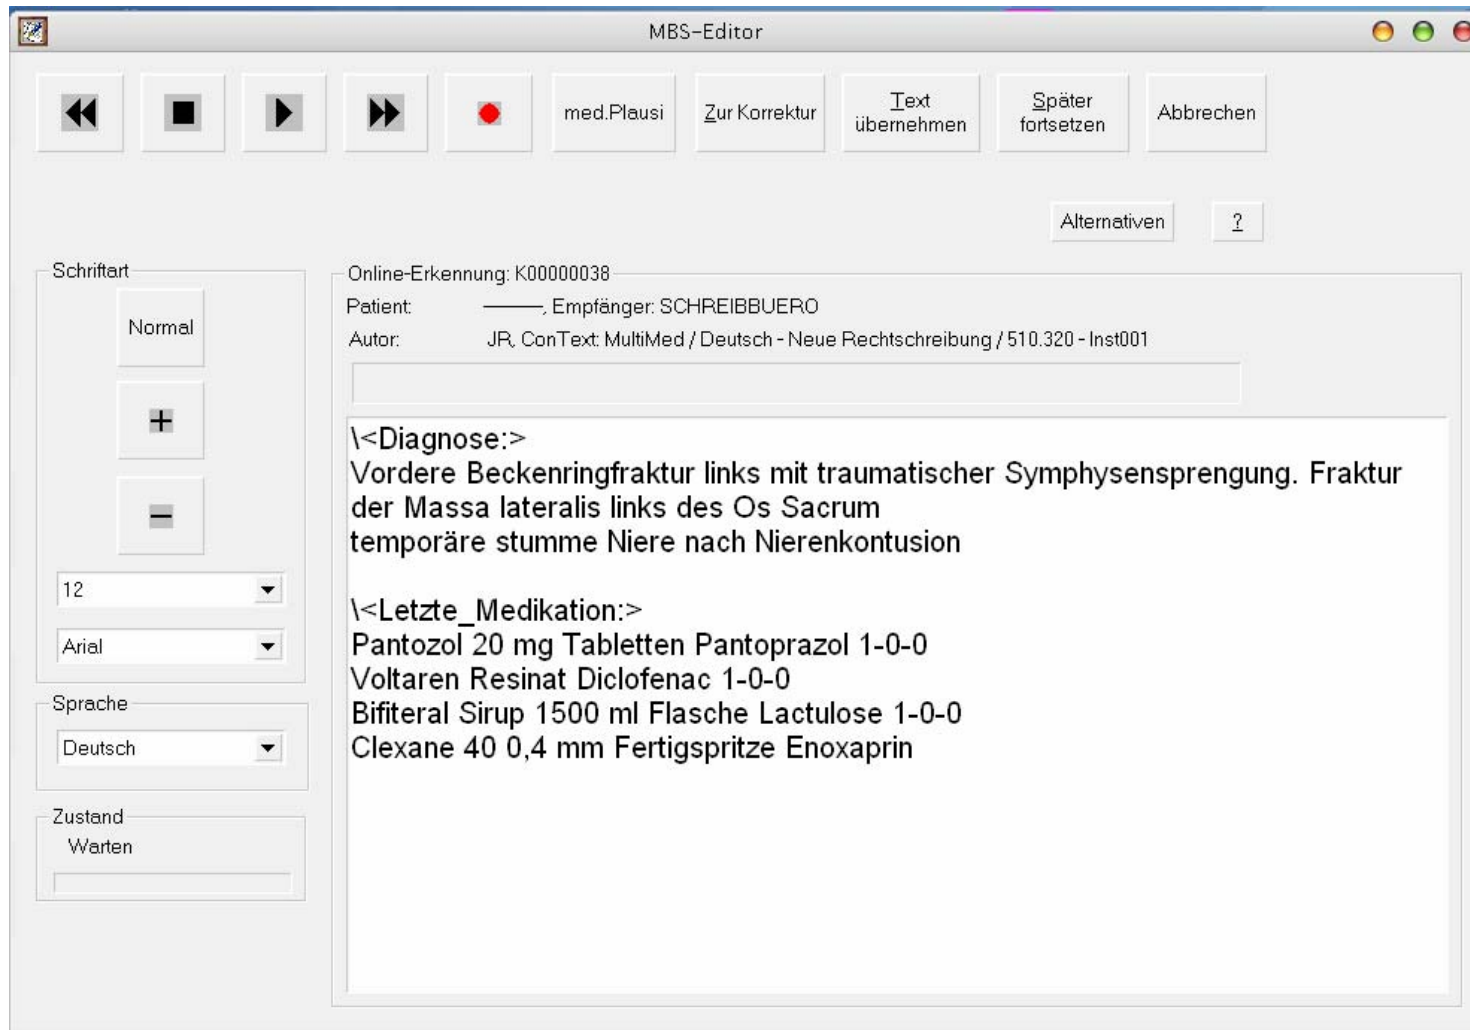 MBS-Editor
med.Plausi
Zur Korrektur
Text
übernehmen
Später
fortsetzen
Abbrechen
Alternativen
?
Schriftart
Normal
+
−
12
Arial
Sprache
Deutsch
Zustand
Warten
Online-Erkennung: K00000038
Patient: ———, Empfänger: SCHREIBBUERO
Autor: JR, ConText: MultiMed / Deutsch - Neue Rechtschreibung / 510.320 - Inst001
\<Diagnose:>
Vordere Beckenringfraktur links mit traumatischer Symphysensprengung. Fraktur
der Massa lateralis links des Os Sacrum
temporäre stumme Niere nach Nierenkontusion
\<Letzte_Medikation:>
Pantozol 20 mg Tabletten Pantoprazol 1-0-0
Voltaren Resinat Diclofenac 1-0-0
Bifiteral Sirup 1500 ml Flasche Lactulose 1-0-0
Clexane 40 0,4 mm Fertigspritze Enoxaprin